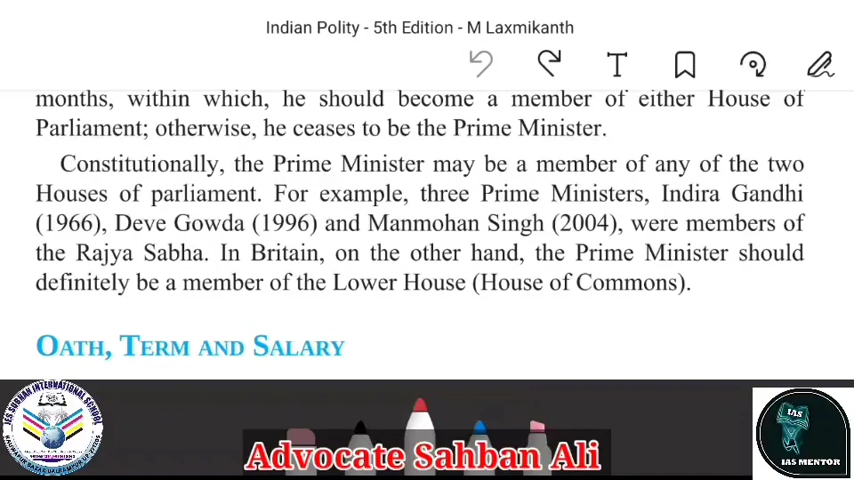 Indian Polity - 5th Edition - M Laxmikanth
T
months, within which, he should become a member of either House of
Parliament; otherwise, he ceases to be the Prime Minister.
Constitutionally, the Prime Minister may be a member of any of the two
Houses of parliament. For example, three Prime Ministers, Indira Gandhi
(1966), Deve Gowda (1996) and Manmohan Singh (2004), were members of
the Rajya Sabha. In Britain, on the other hand, the Prime Minister should
definitely be a member of the Lower House (House of Commons).
OATH, TERM AND SALARY
Advocate Sahban Ali
IAS
IAS MENTOR